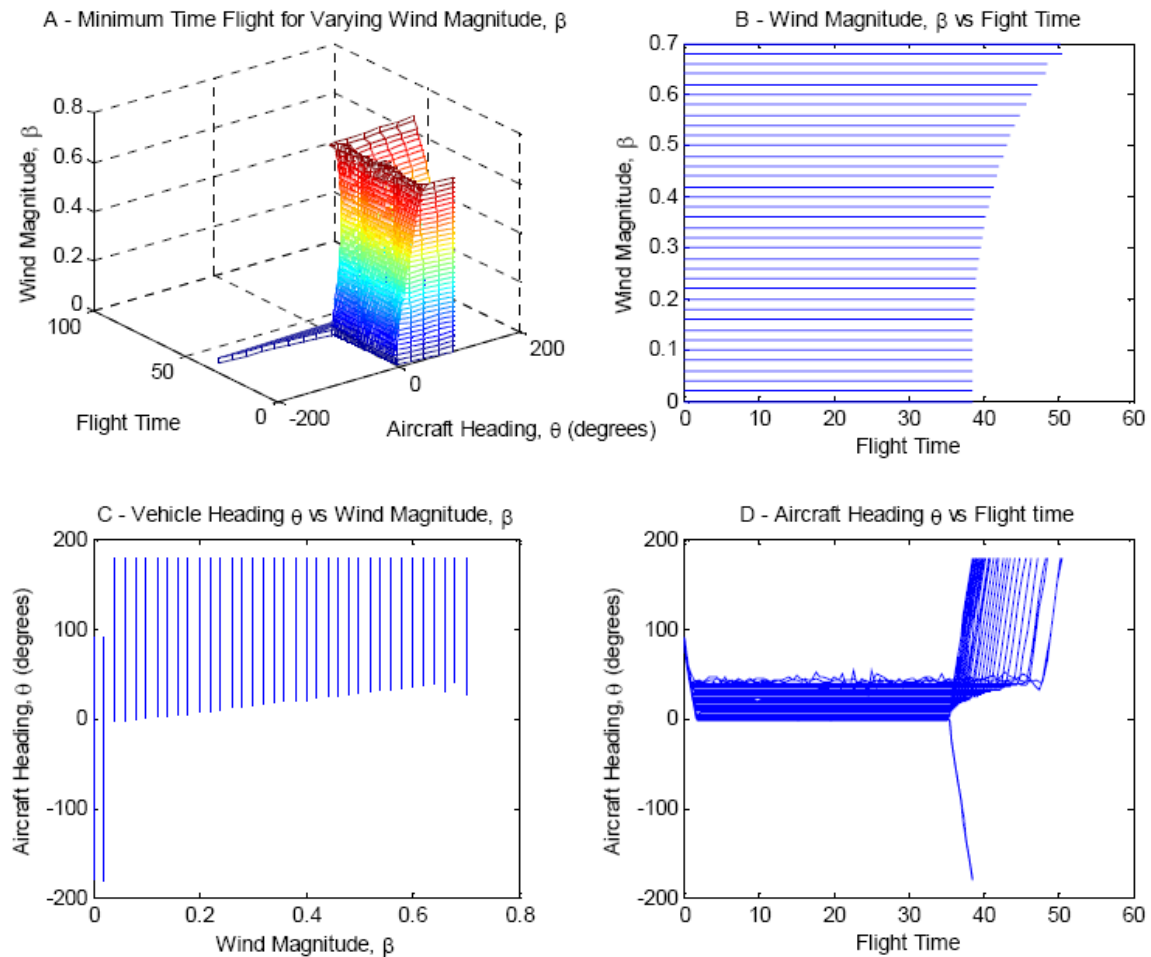 A - Minimum Time Flight for Varying Wind Magnitude, β
Wind Magnitude, β
0.8
0.6
0.4
0.2
0
100
50
0
-200
0
200
Flight Time
Aircraft Heading, θ (degrees)
B - Wind Magnitude, β vs Fight Time
Wind Magnitude, β
0.7
0.6
0.5
0.4
0.3
0.2
0.1
0
0 10 20 30 40 50 60
Flight Time
C - Vehicle Heading θ vs Wind Magnitude, β
Aircraft Heading, θ (degrees)
200
100
0
-100
-200
0 0.2 0.4 0.6 0.8
Wind Magnitude, β
D - Aircraft Heading θ vs Flight time
Aircraft Heading, θ (degrees)
200
100
0
-100
-200
0 10 20 30 40 50 60
Flight Time